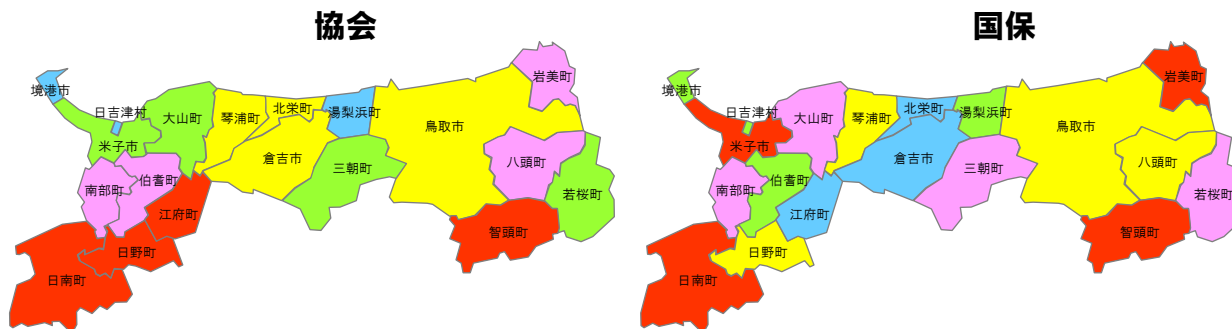 協会
国保
岩美町
境港市
日吉津村
大山町
琴浦町
北栄町
湯梨浜町
鳥取市
米子市
倉吉市
三朝町
八頭町
南部町
伯耆町
若桜町
江府町
智頭町
日野町
日南町
岩美町
境港市
日吉津村
大山町
琴浦町
北栄町
湯梨浜町
鳥取市
米子市
倉吉市
三朝町
八頭町
南部町
伯耆町
若桜町
江府町
智頭町
日野町
日南町